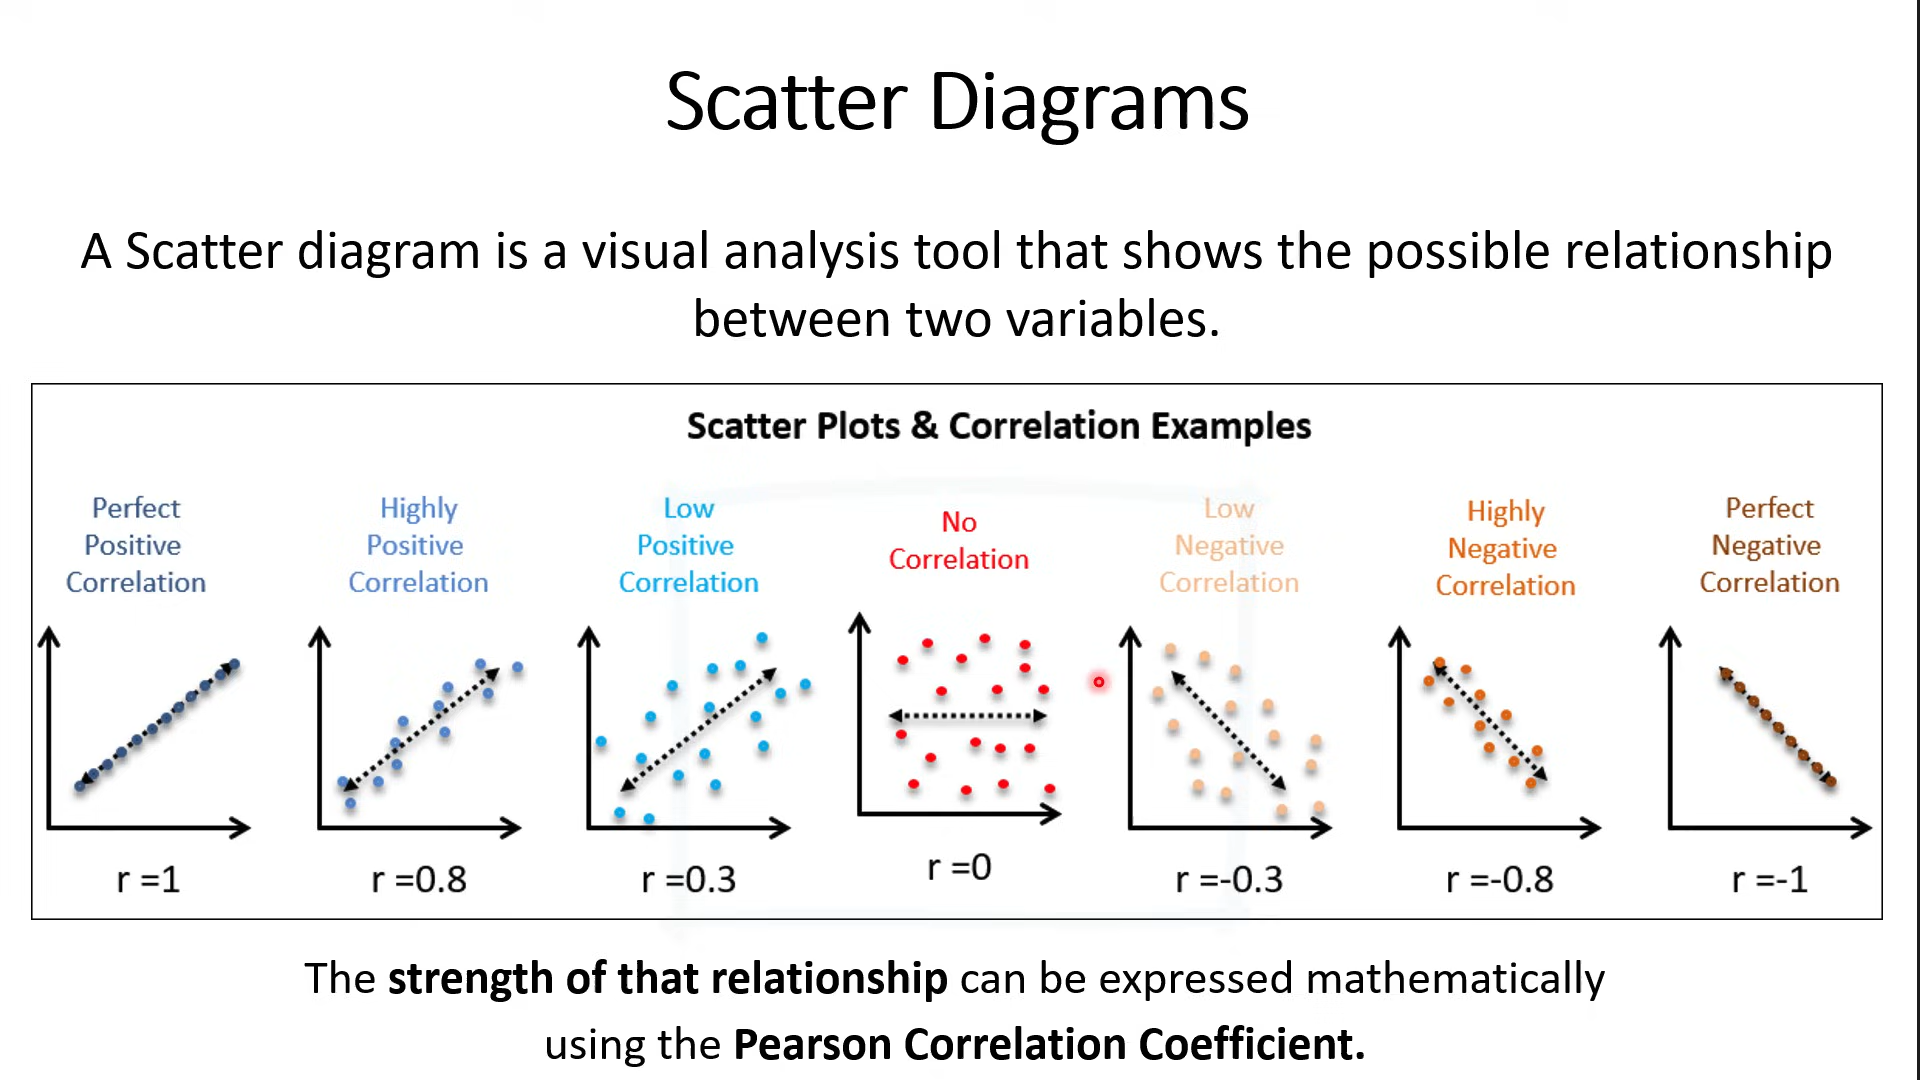 Scatter Diagrams
A Scatter diagram is a visual analysis tool that shows the possible relationship
between two variables.
Scatter Plots & Correlation Examples
Perfect
Positive
Correlation
r =1
Highly
Positive
Correlation
r =0.8
Low
Positive
Correlation
r =0.3
No
Correlation
r =0
Low
Negative
Correlation
r =-0.3
Highly
Negative
Correlation
r =-0.8
Perfect
Negative
Correlation
r =-1
The strength of that relationship can be expressed mathematically
using the Pearson Correlation Coefficient.